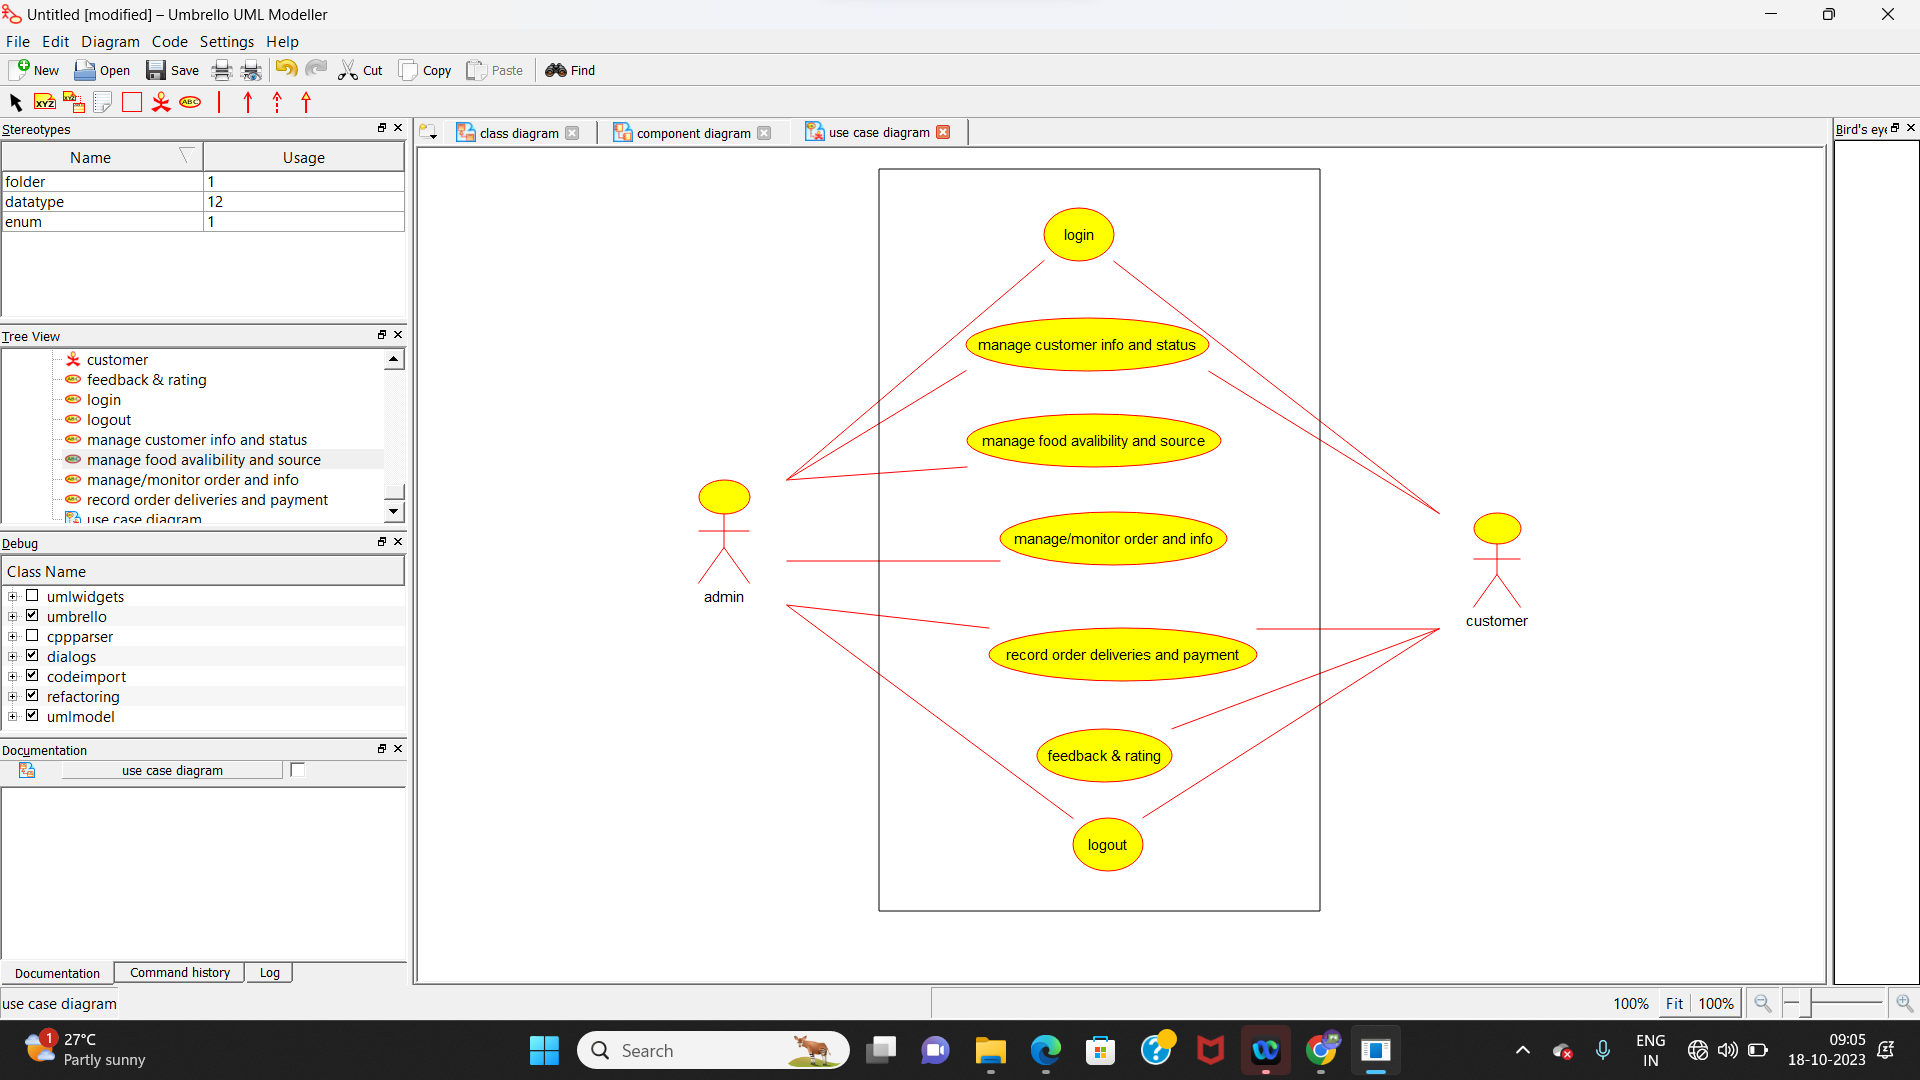 Untitled [modified] – Umbrello UML Modeller
File Edit Diagram Code Settings Help
New Open Save Cut Copy Paste Find
XYZ XYZ ABC
Stereotypes
Name Usage
folder 1
datatype 12
enum 1
Tree View
customer
feedback & rating
login
logout
manage customer info and status
manage food avalibility and source
manage/monitor order and info
record order deliveries and payment
use case diagram
Debug
Class Name
umlwidgets
umbrello
cppparser
dialogs
codeimport
refactoring
umlmodel
Documentation
use case diagram
Documentation Command history Log
use case diagram
class diagram component diagram use case diagram
login
manage customer info and status
manage food avalibility and source
manage/monitor order and info
record order deliveries and payment
feedback & rating
logout
admin
customer
Bird's eye
100% Fit 100%
1
27°C
Partly sunny
Search
ENG
IN
09:05
18-10-2023